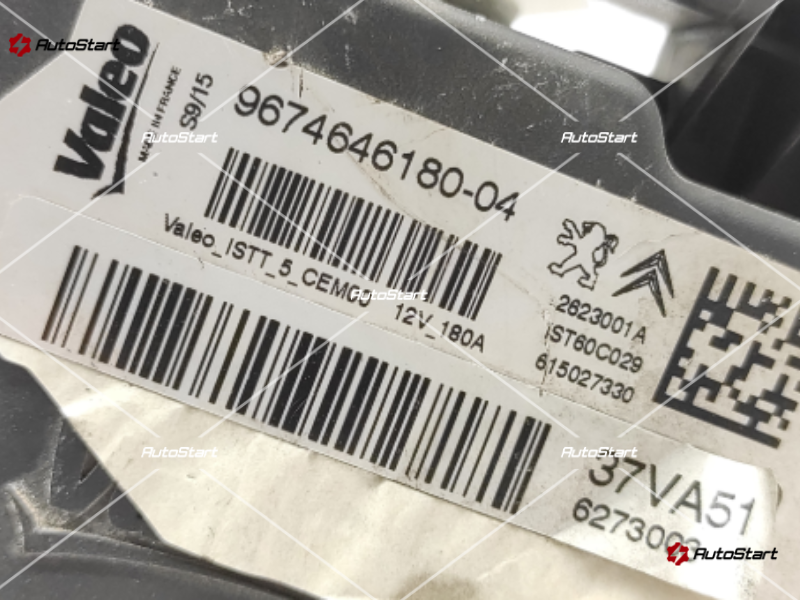 AutoStart
Valeo
MADE IN FRANCE
S9/15
9674646180-04
AutoStart
AutoStart
Valeo_ISTT_5_CEM09
AutoStart
12V_180A
2623001A
IST60C029
615027330
AutoStart
AutoStart
37VA51
AutoStart